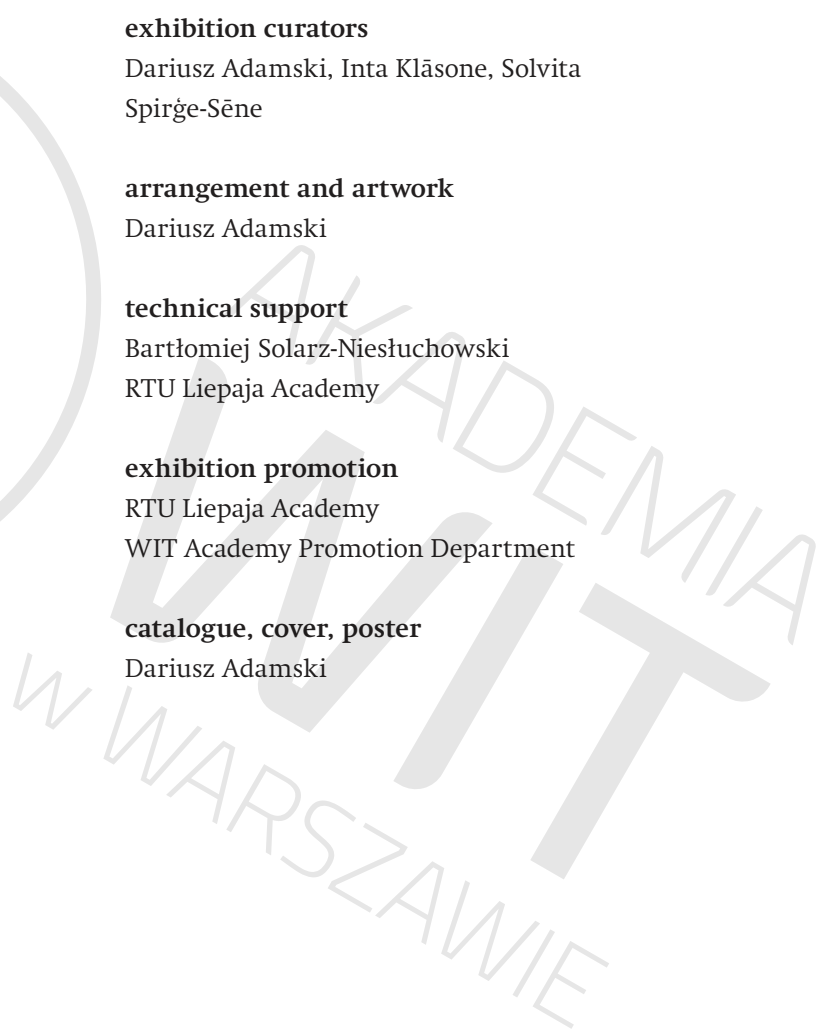 exhibition curators
Dariusz Adamski, Inta Klāsone, Solvita
Spirģe-Sēne
arrangement and artwork
Dariusz Adamski
technical support
Bartłomiej Solarz-Niesłuchowski
RTU Liepaja Academy
exhibition promotion
RTU Liepaja Academy
WIT Academy Promotion Department
catalogue, cover, poster
Dariusz Adamski
AKADEMIA
WIT
W WARSZAWIE